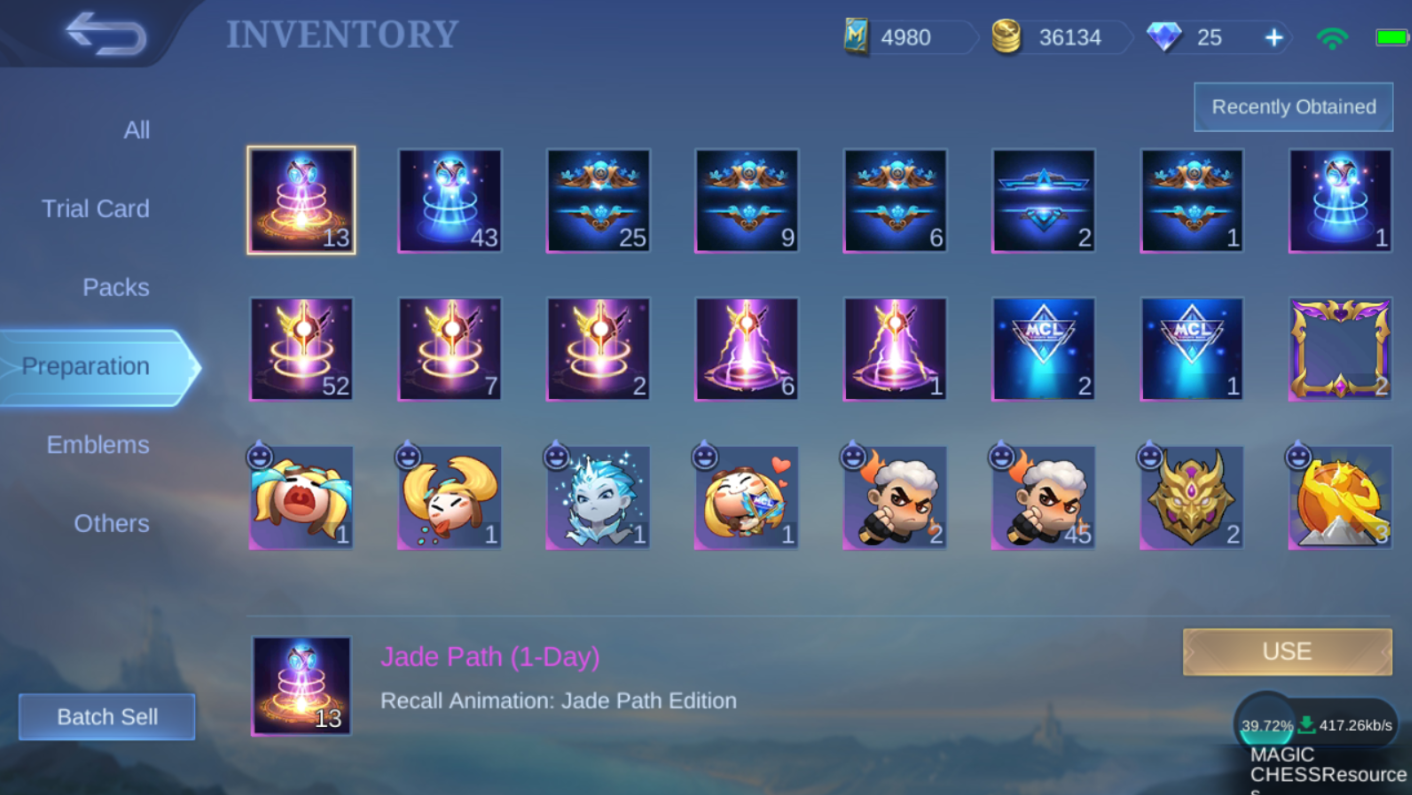 INVENTORY
4980
36134
25
+
Recently Obtained
All
Trial Card
Packs
Preparation
Emblems
Others
Batch Sell
13
43
25
9
6
2
1
1
52
7
2
6
1
MCL
2
MCL
1
2
1
1
1
1
2
45
2
3
13
Jade Path (1-Day)
Recall Animation: Jade Path Edition
USE
39.72%
417.26kb/s
MAGIC
CHESSResource
s